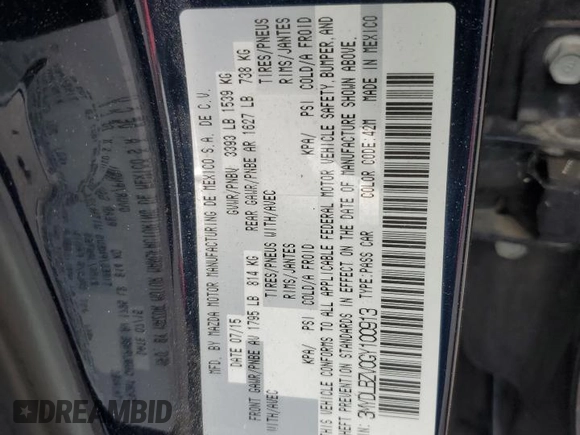 MFD. BY MAZDA MOTOR MANUFACTURING DE MEXICO S.A. DE C.V.
DATE 07/15 GVWR/PNBV 3393 LB 1539 KG
FRONT GAWR/PNBE AV 1795 LB 814 KG REAR GAWR/PNBE AR 1627 LB 738 KG
WITH/AVEC TIRES/PNEUS WITH/AVEC TIRES/PNEUS
RIMS/JANTES RIMS/JANTES
KPA/ PSI COLD/A FROID KPA/ PSI COLD/A FROID
THIS VEHICLE CONFORMS TO ALL APPLICABLE FEDERAL MOTOR VEHICLE SAFETY, BUMPER, AND
THEFT PREVENTION STANDARDS IN EFFECT ON THE DATE OF MANUFACTURE SHOWN ABOVE.
3MYDLBZV0GY100913 TYPE:PASS CAR COLOR CODE:42M MADE IN MEXICO